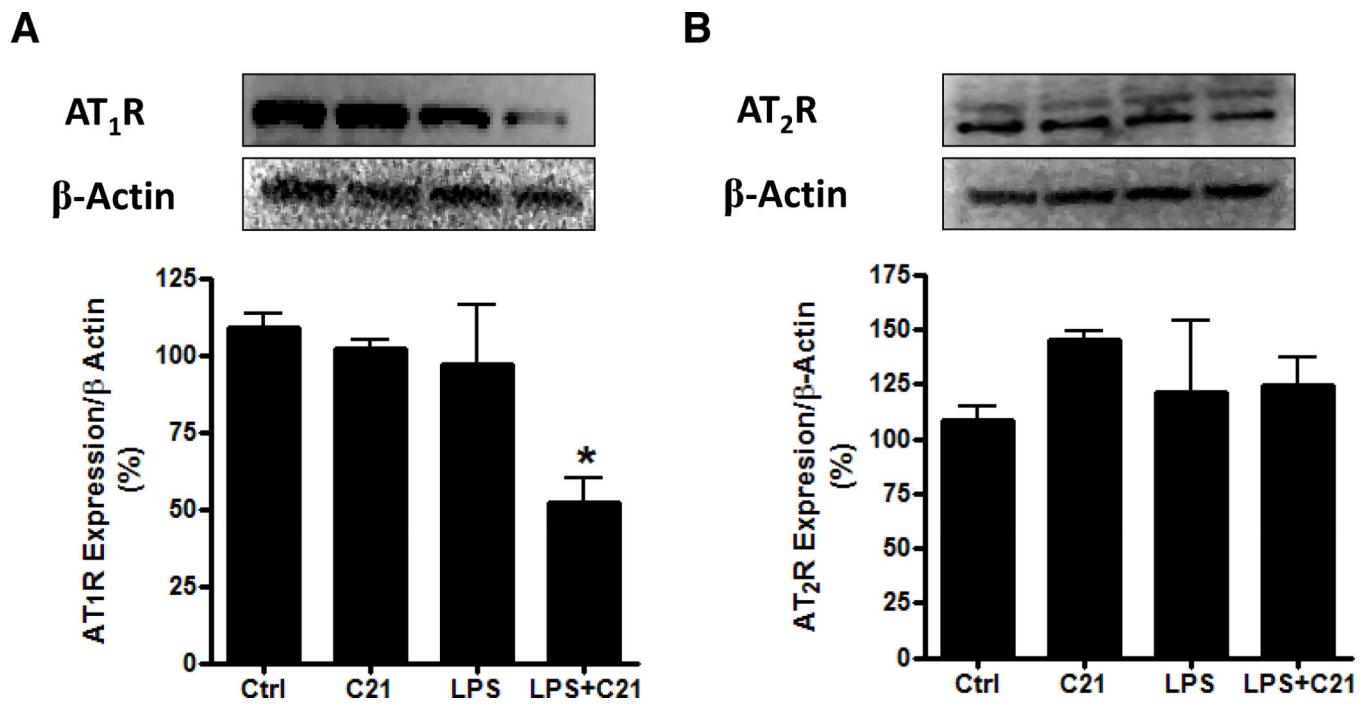 A
AT₁R
β-Actin
AT1R Expression/β Actin
(%)
125
100
75
50
25
0
*
Ctrl C21 LPS LPS+C21
B
AT₂R
β-Actin
AT₂R Expresion/β-Actin
(%)
175
150
125
100
75
50
25
0
Ctrl C21 LPS LPS+C21